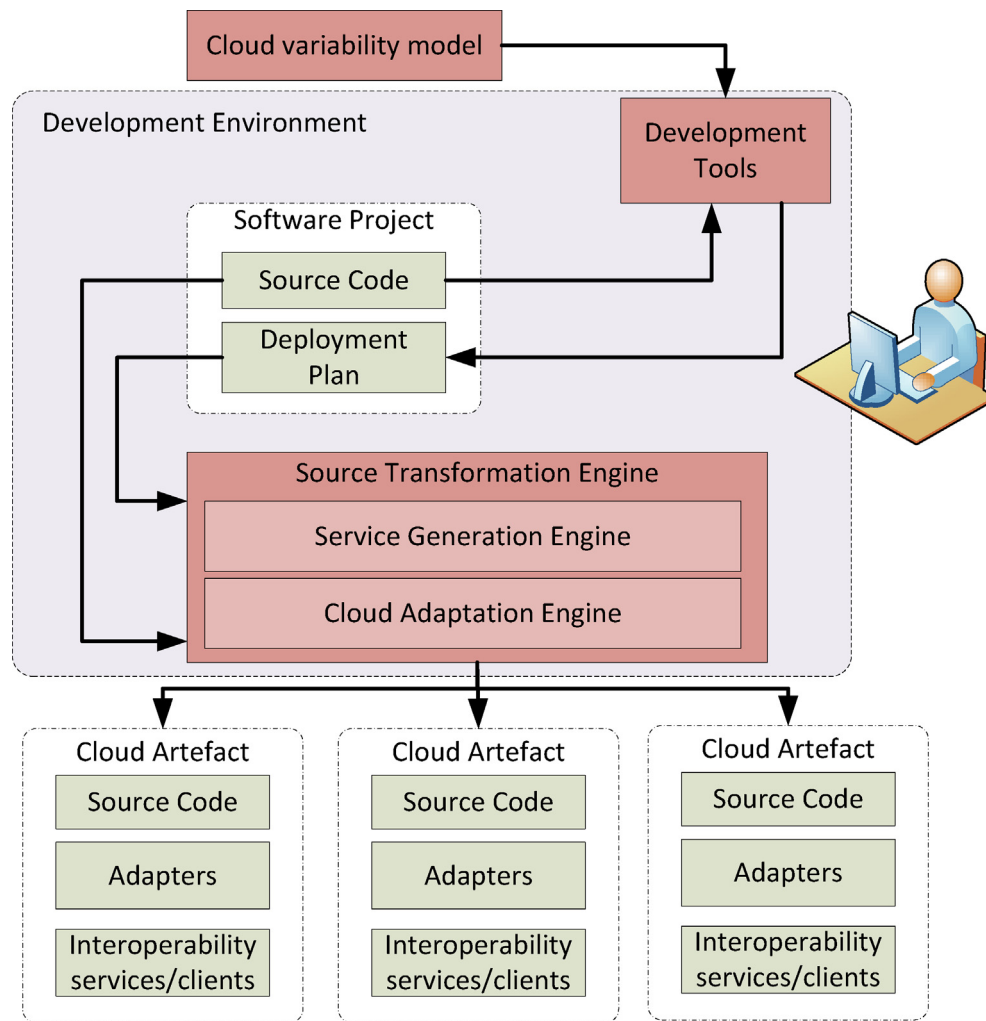 Cloud variability model
Development Environment
Development
Tools
Software Project
Source Code
Deployment
Plan
Source Transformation Engine
Service Generation Engine
Cloud Adaptation Engine
Cloud Artefact
Source Code
Adapters
Interoperability
services/clients
Cloud Artefact
Source Code
Adapters
Interoperability
services/clients
Cloud Artefact
Source Code
Adapters
Interoperability
services/clients